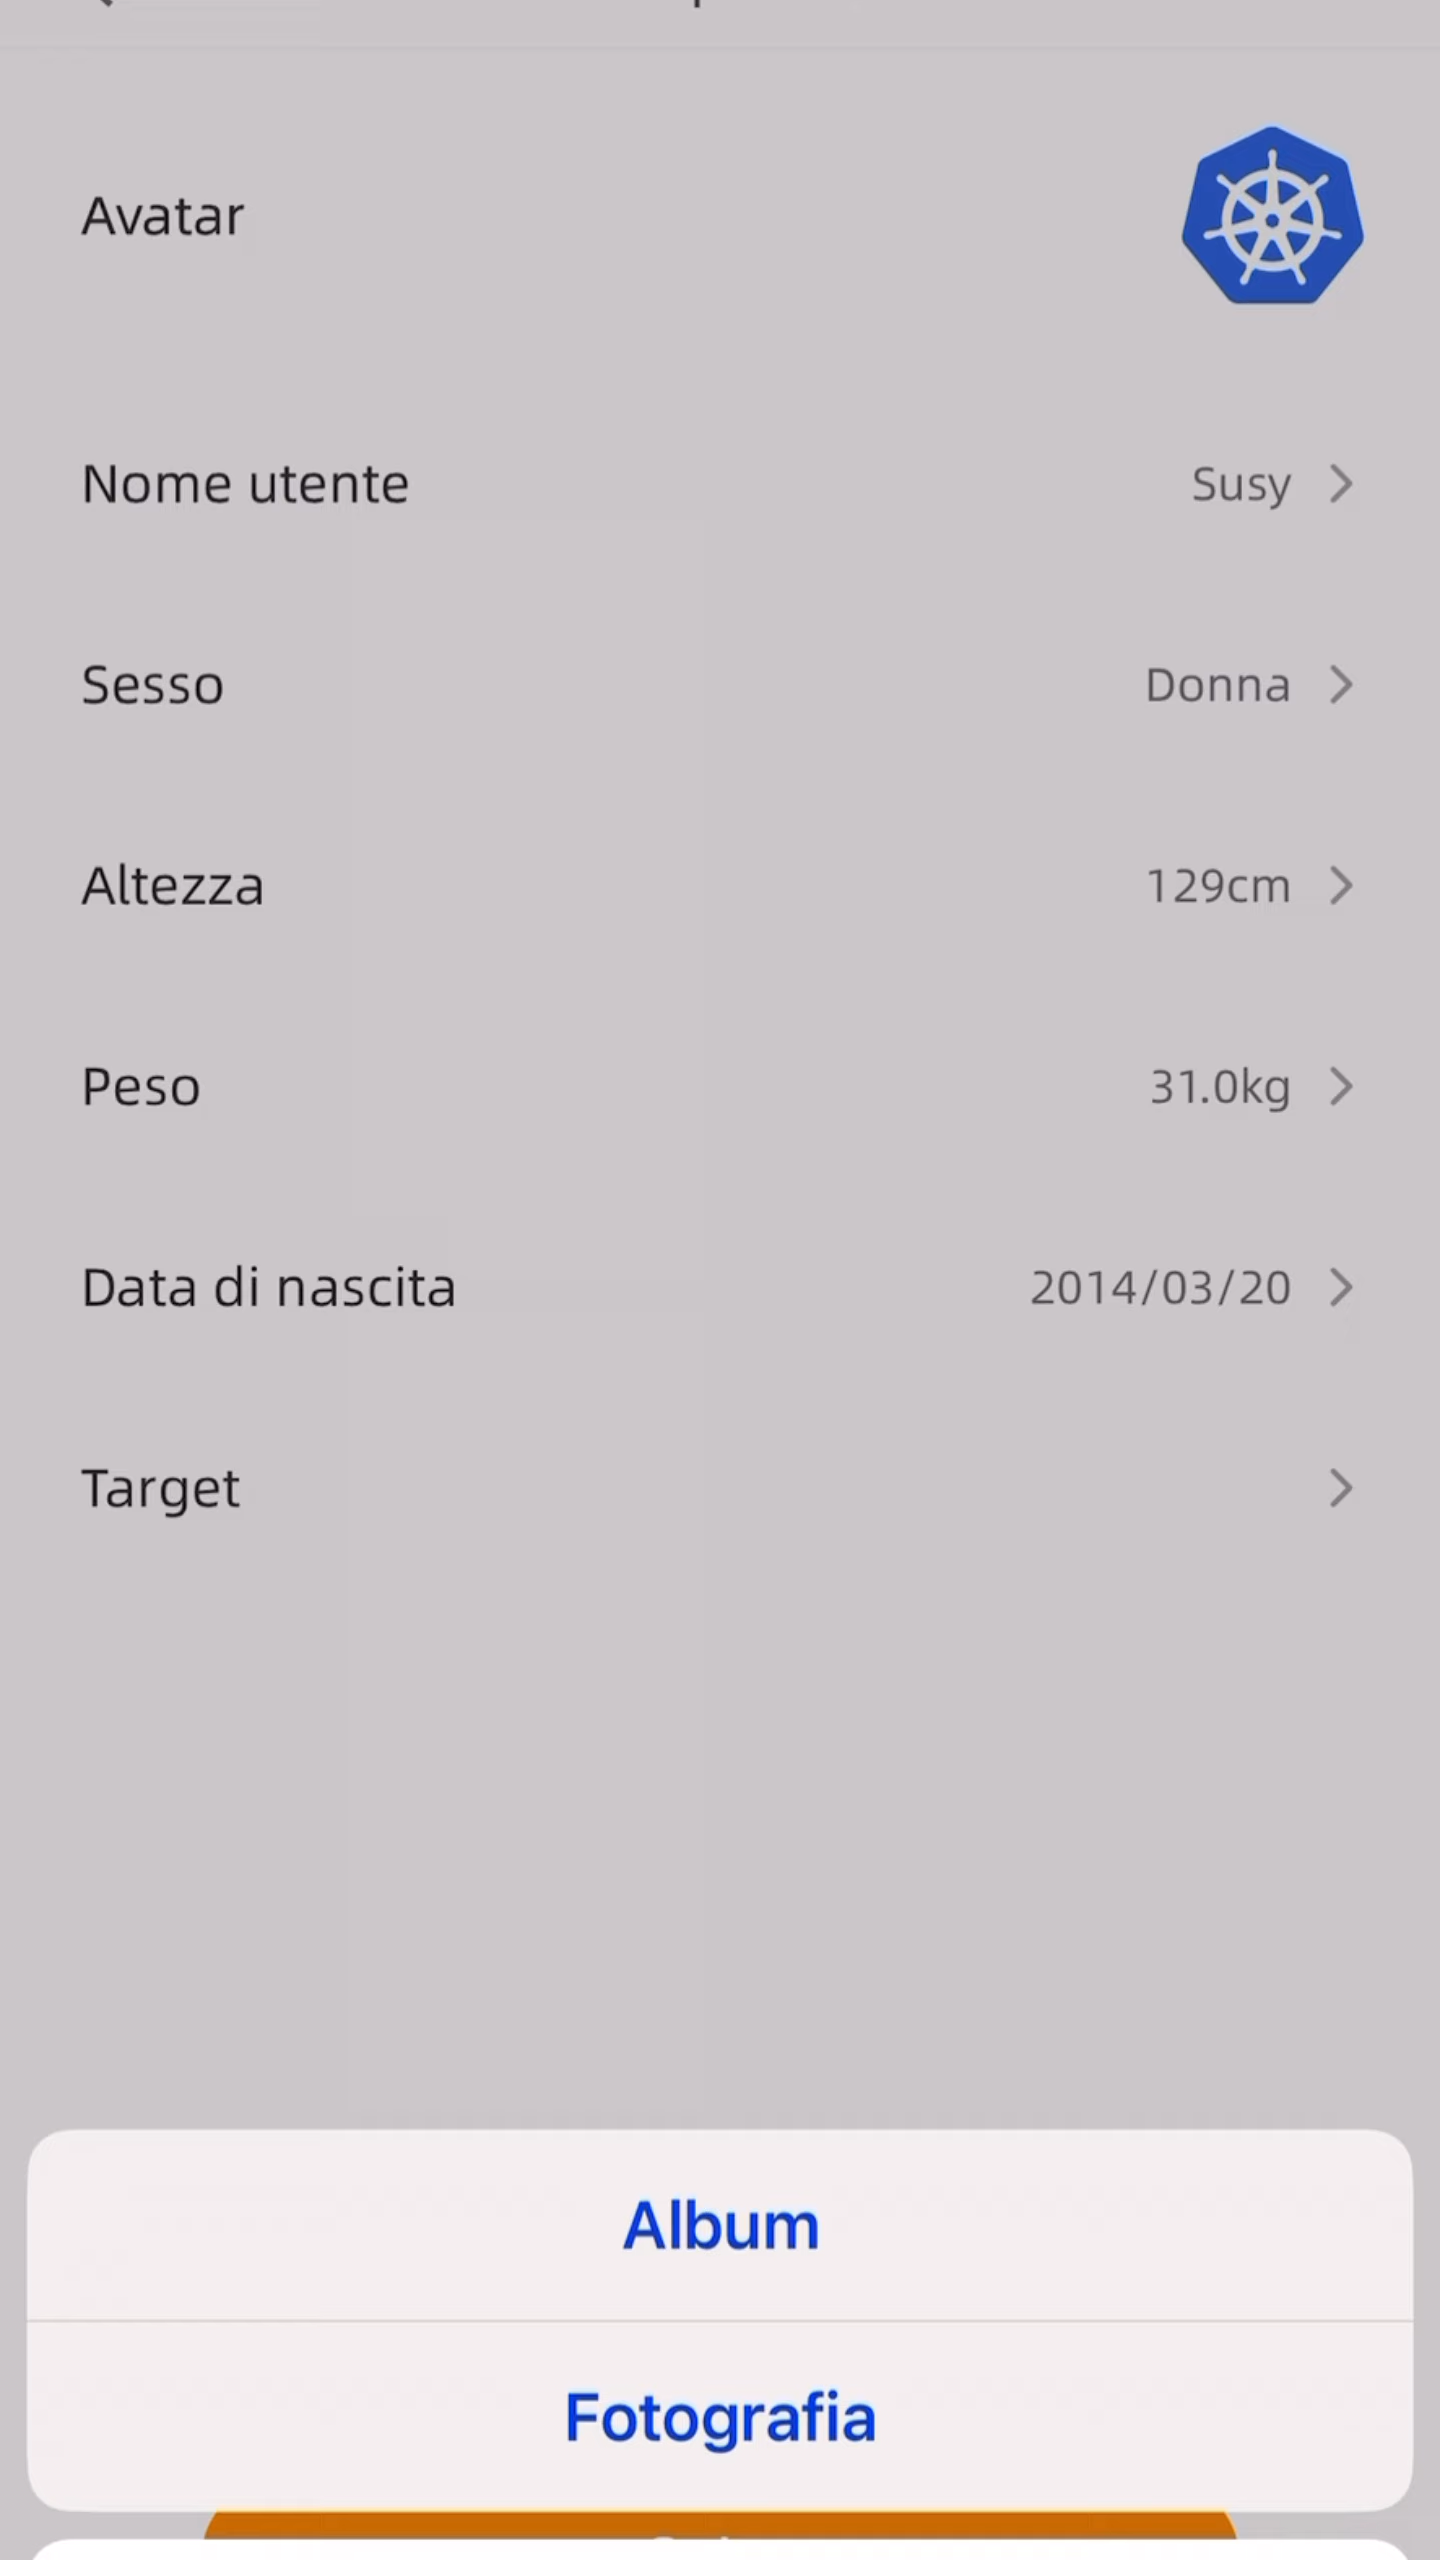 Avatar
Nome utente
Susy
Sesso
Donna
Altezza
129cm
Peso
31.0kg
Data di nascita
2014/03/20
Target
Album
Fotografia